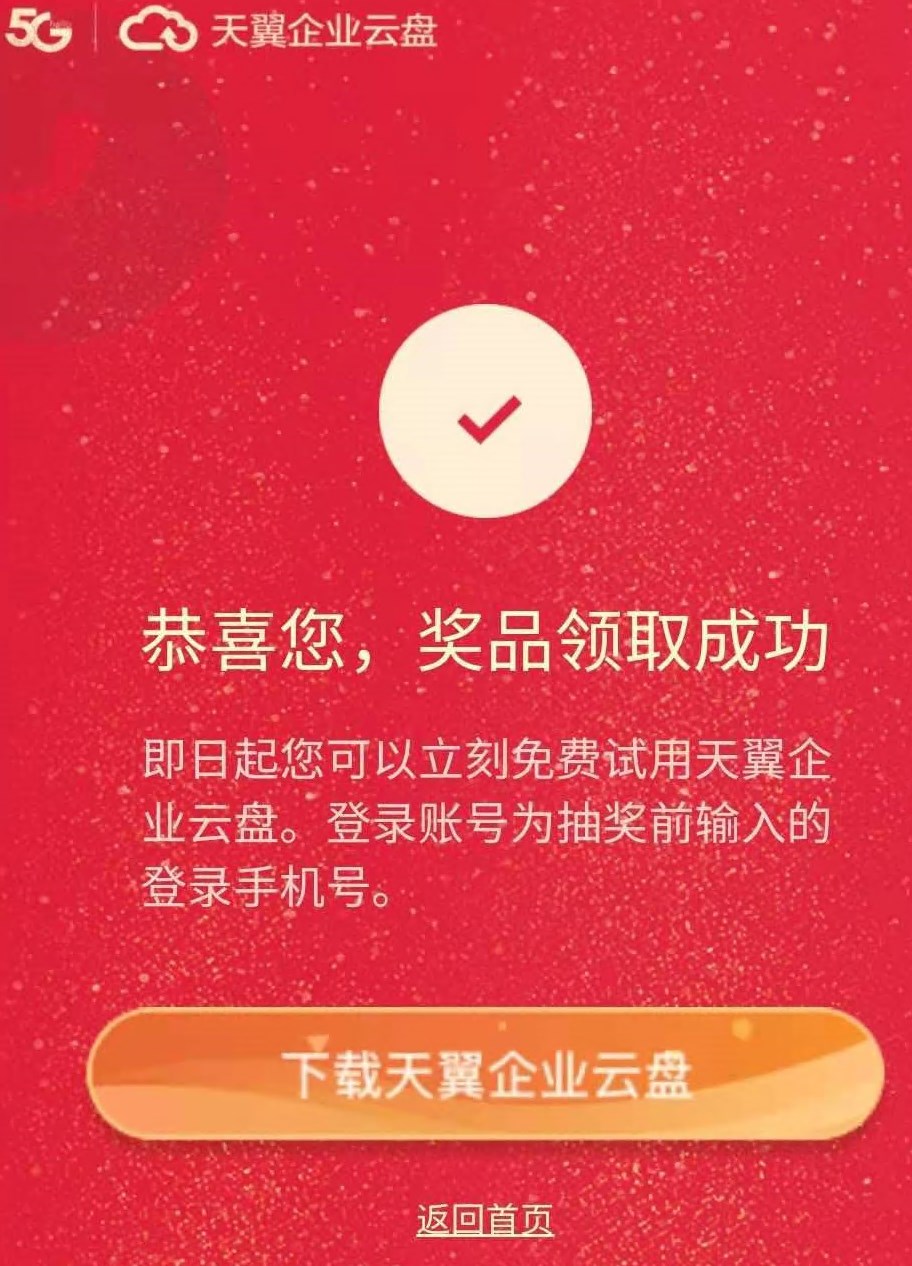 5G 天翼企业云盘
恭喜您，奖品领取成功
即日起您可以立刻免费试用天翼企
业云盘。登录账号为抽奖前输入的
登录手机号。
下载天翼企业云盘
返回首页